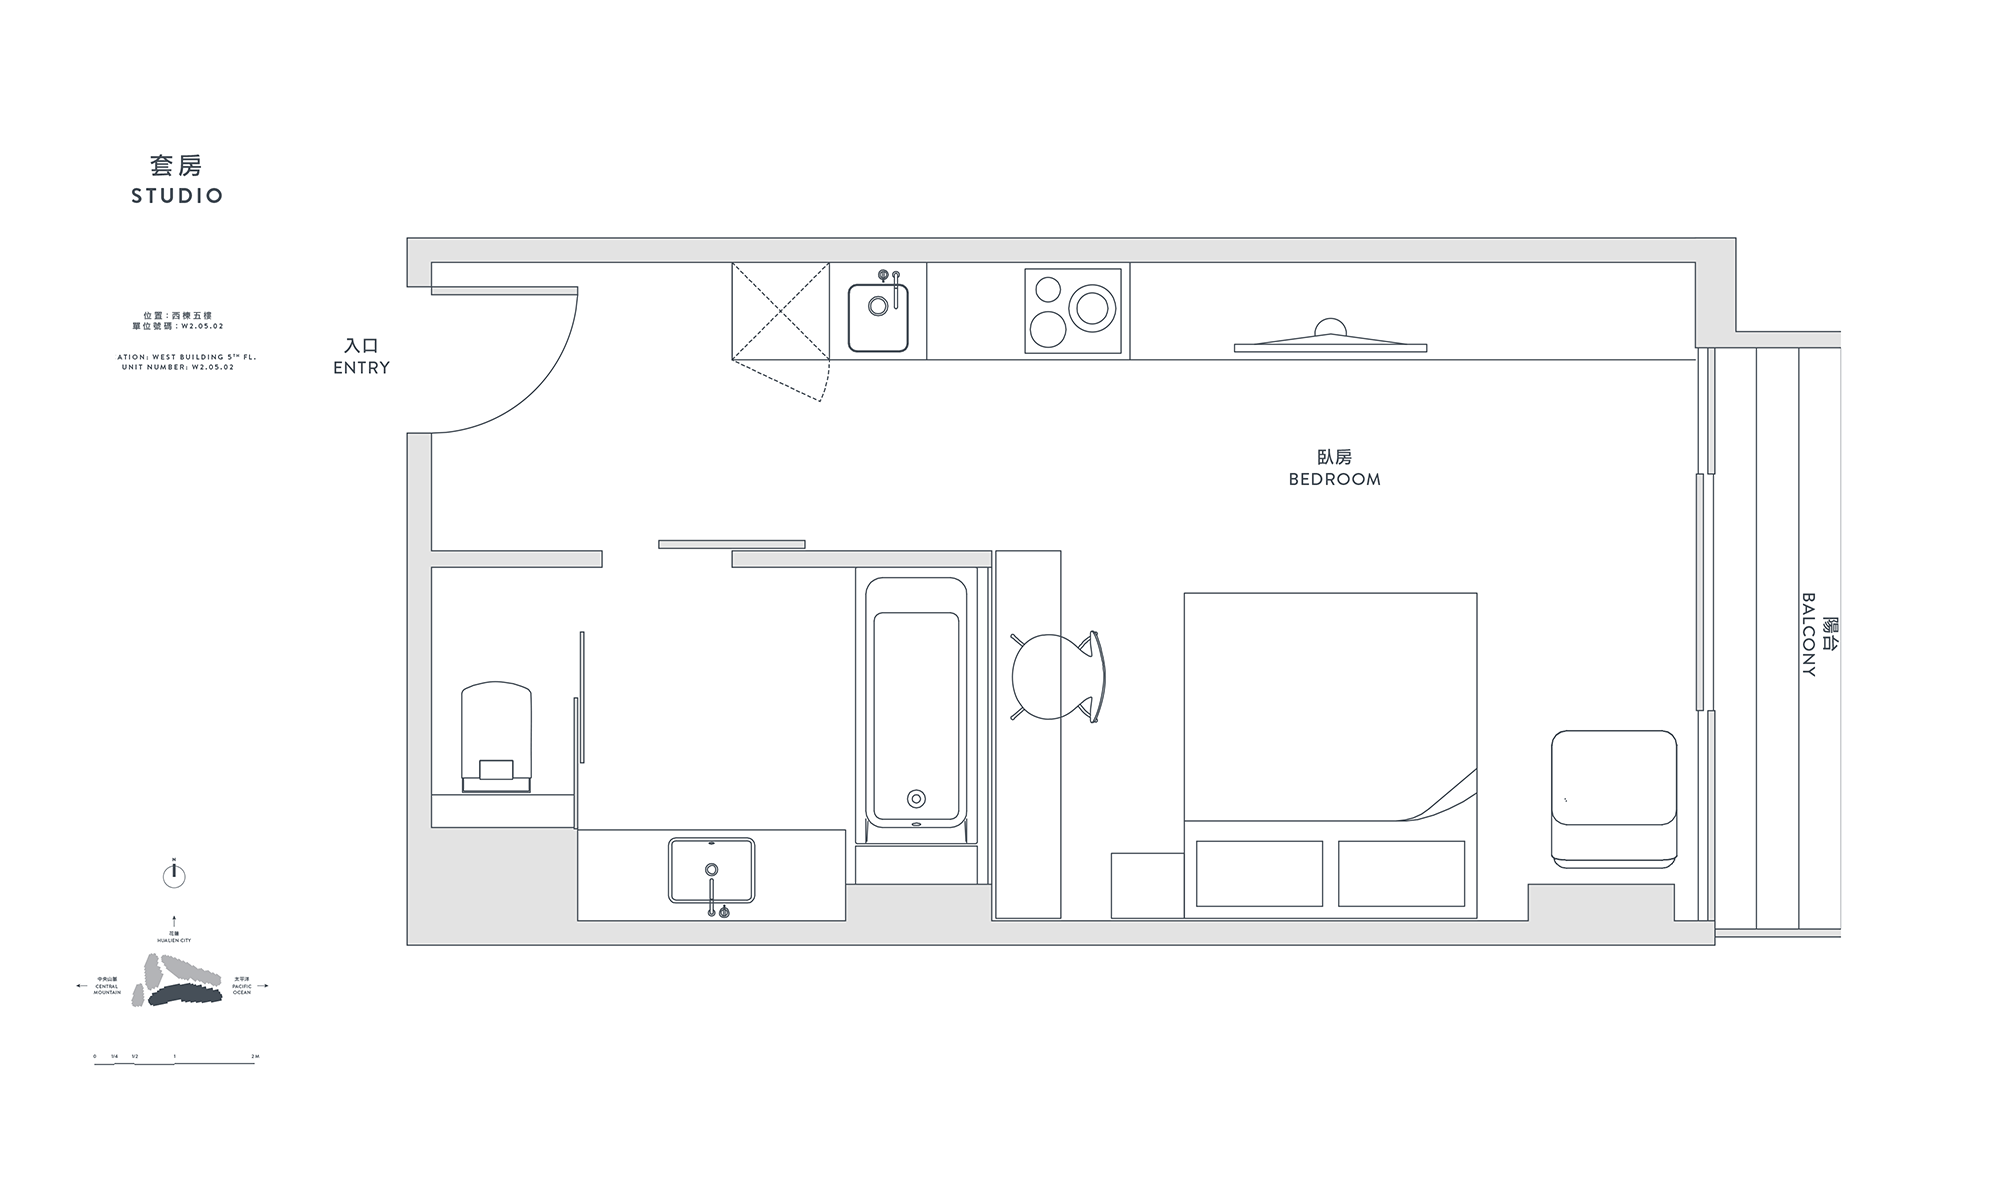 套房
STUDIO
位置：西棟五樓
單位號碼：W2.05.02
ATION: WEST BUILDING 5TH FL.
UNIT NUMBER: W2.05.02
入口
ENTRY
臥房
BEDROOM
陽台
BALCONY
N
花蓮
HUALIEN CITY
中央山脈
CENTRAL
MOUNTAIN
太平洋
PACIFIC
OCEAN
0 1/4 1/2 1 2 M